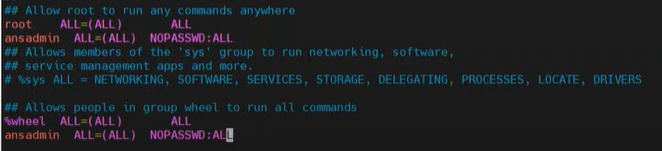 ## Allow root to run any commands anywhere
root    ALL=(ALL)       ALL
ansadmin  ALL=(ALL)  NOPASSWD:ALL
## Allows members of the 'sys' group to run networking, software,
## service management apps and more.
# %sys ALL = NETWORKING, SOFTWARE, SERVICES, STORAGE, DELEGATING, PROCESSES, LOCATE, DRIVERS
## Allows people in group wheel to run all commands
%wheel  ALL=(ALL)       ALL
ansadmin  ALL=(ALL)  NOPASSWD:ALL